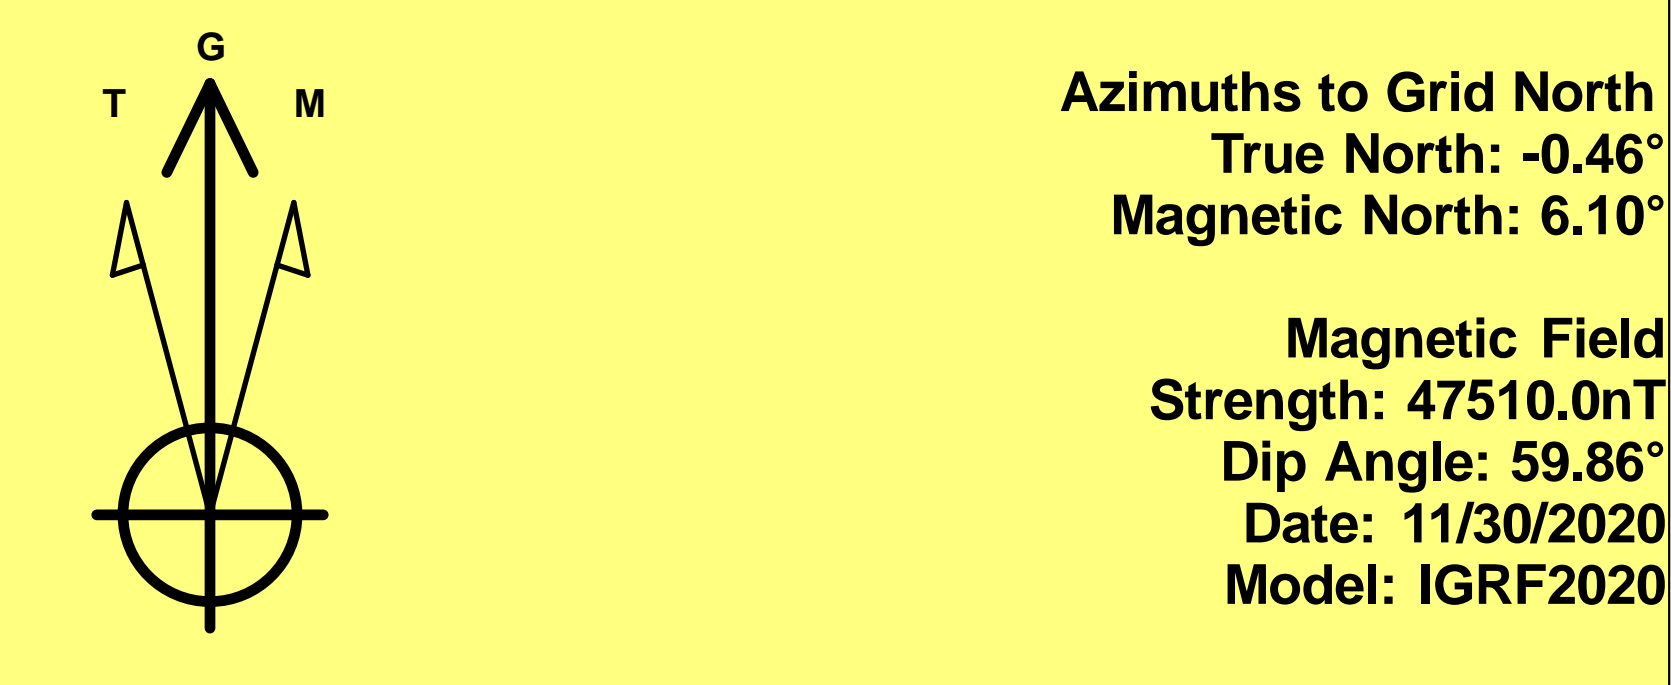 G
T M
Azimuths to Grid North
True North: -0.46°
Magnetic North: 6.10°
Magnetic Field
Strength: 47510.0nT
Dip Angle: 59.86°
Date: 11/30/2020
Model: IGRF2020